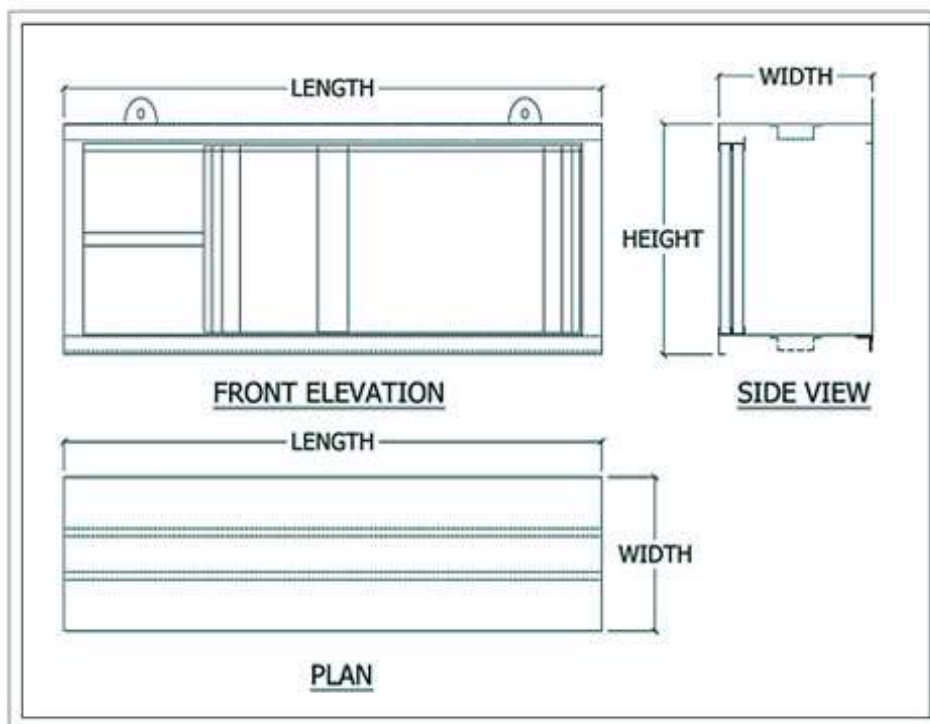 LENGTH
WIDTH
HEIGHT
FRONT ELEVATION
SIDE VIEW
LENGTH
WIDTH
PLAN